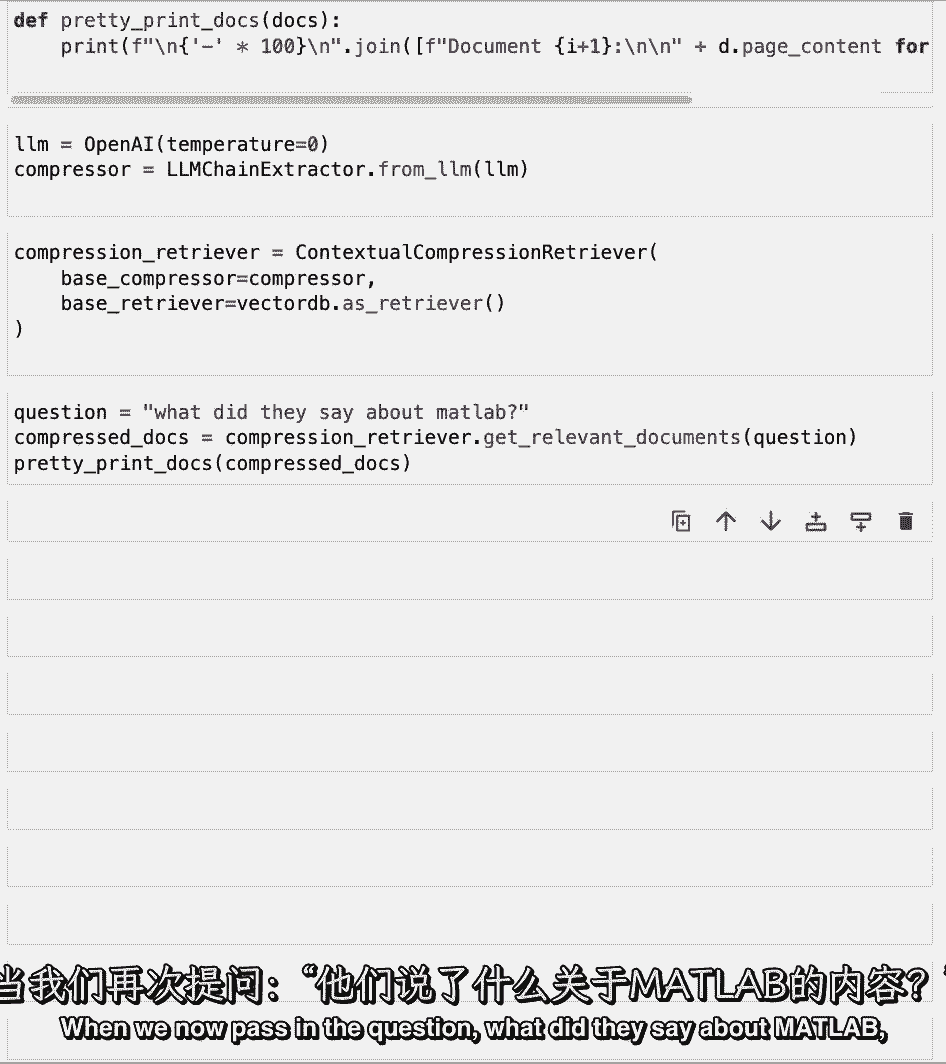 def pretty_print_docs(docs):
    print(f"\n{'-' * 100}\n".join([f"Document {i+1}:\n\n" + d.page_content for
llm = OpenAI(temperature=0)
compressor = LLMChainExtractor.from_llm(llm)
compression_retriever = ContextualCompressionRetriever(
    base_compressor=compressor,
    base_retriever=vectordb.as_retriever()
)
question = "what did they say about matlab?"
compressed_docs = compression_retriever.get_relevant_documents(question)
pretty_print_docs(compressed_docs)
当我们再次提问：“他们说了什么关于MATLAB的内容？”
When we now pass in the question, what did they say about MATLAB,